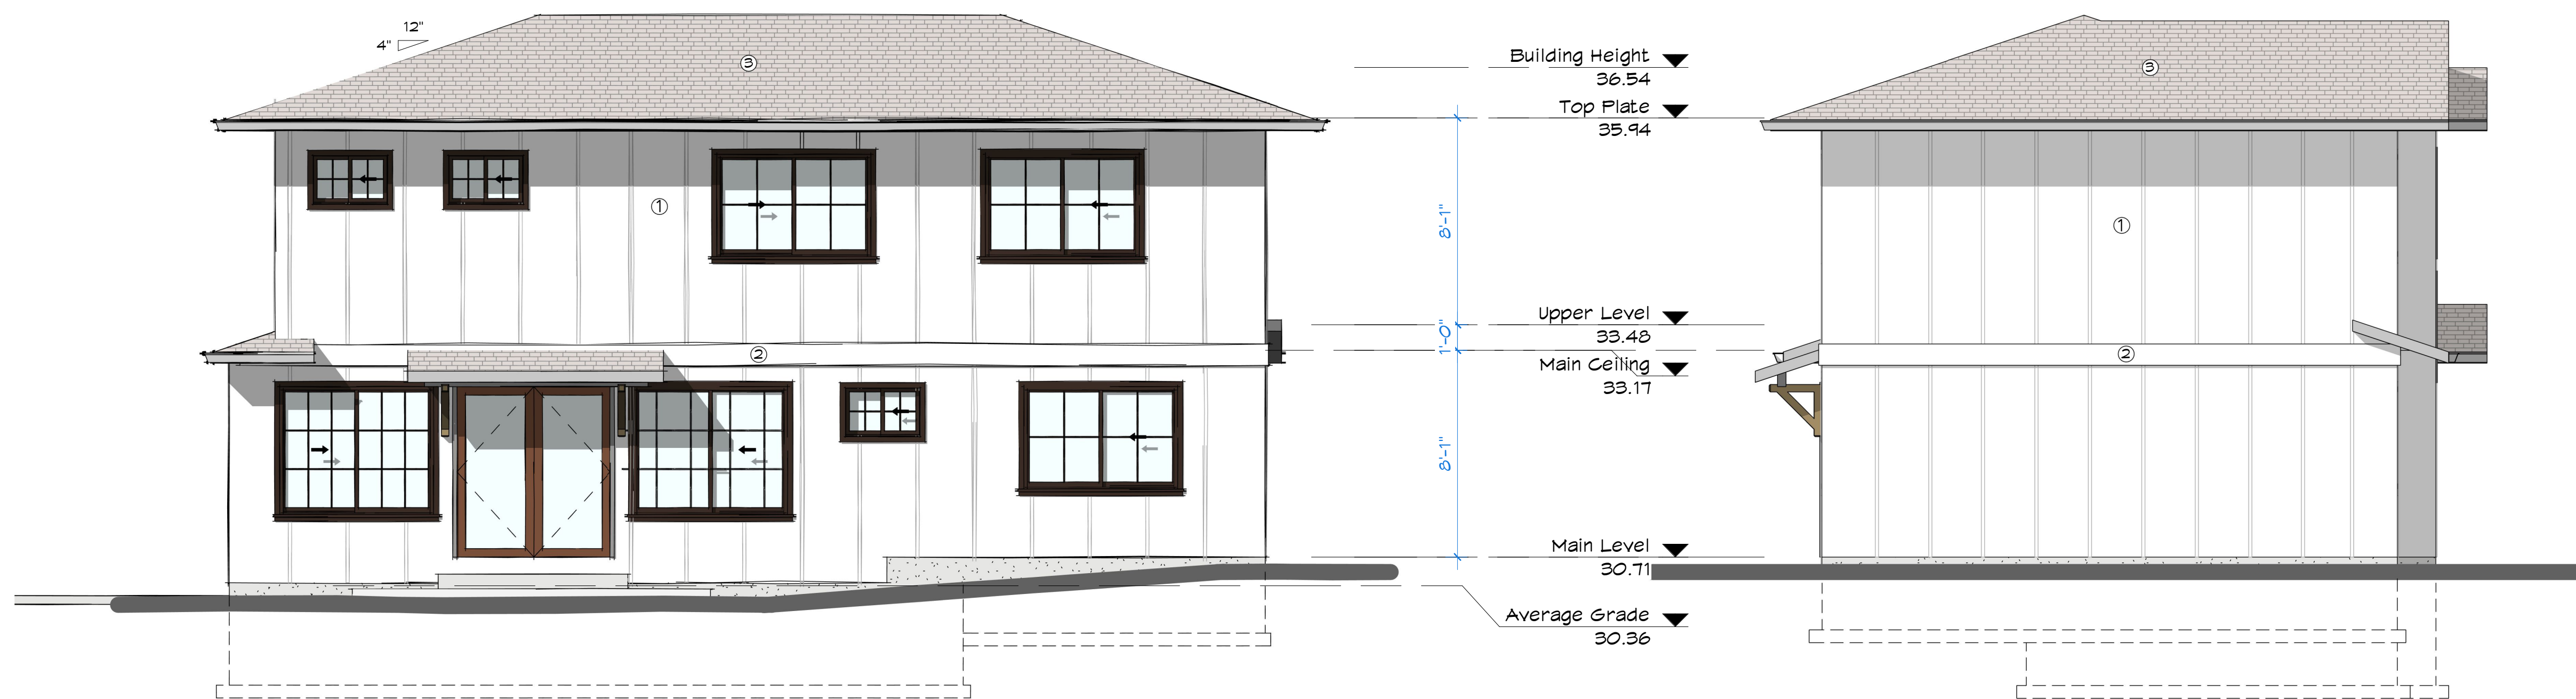 12"
4"
③
①
②
Building Height
36.54
Top Plate
35.94
8'-1"
Upper Level
33.48
1'-0"
Main Ceiling
33.17
8'-1"
Main Level
30.71
Average Grade
30.36
③
①
②